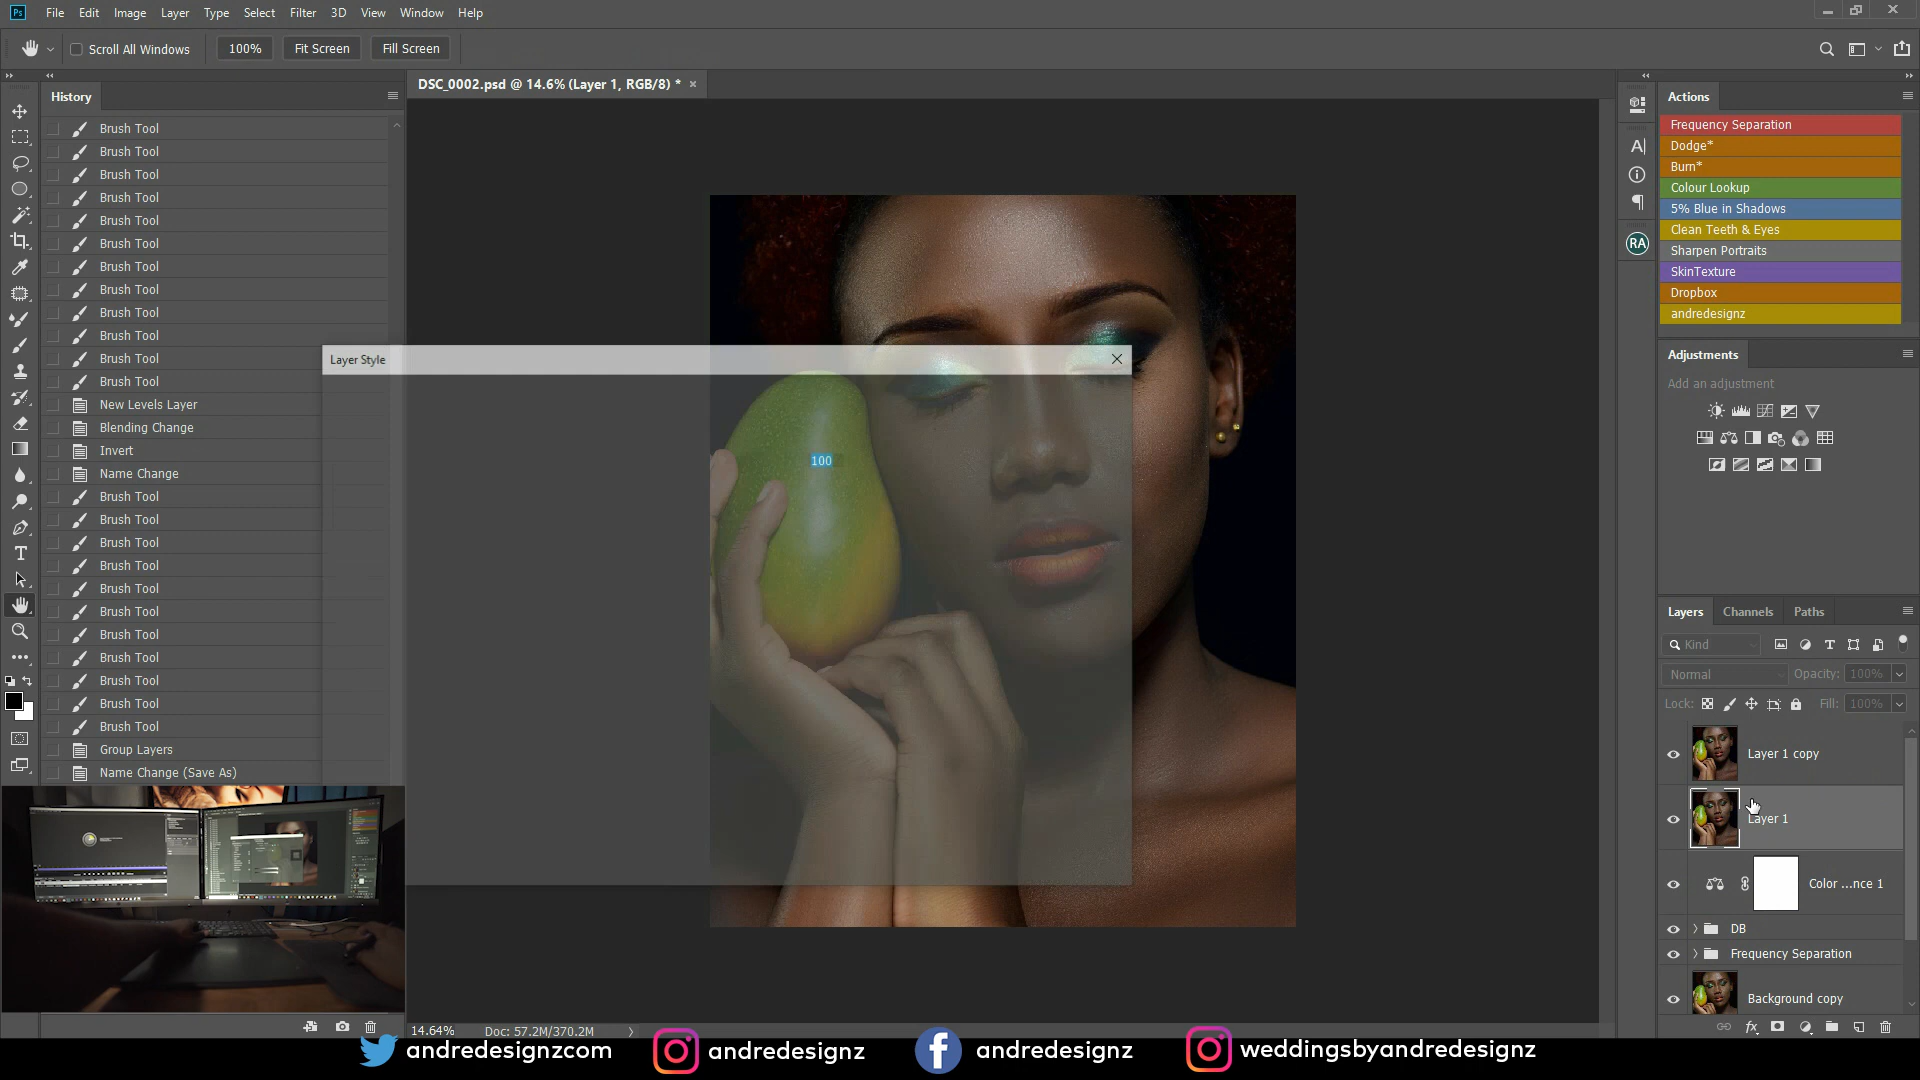 Ps File Edit Image Layer Type Select Filter 3D View Window Help
Scroll All Windows 100% Fit Screen Fill Screen
DSC_0002.psd @ 14.6% (Layer 1, RGB/8) * ×
History
Brush Tool
Brush Tool
Brush Tool
Brush Tool
Brush Tool
Brush Tool
Brush Tool
Brush Tool
Brush Tool
Brush Tool
Brush Tool
Brush Tool
New Levels Layer
Blending Change
Invert
Name Change
Brush Tool
Brush Tool
Brush Tool
Brush Tool
Brush Tool
Brush Tool
Brush Tool
Brush Tool
Brush Tool
Brush Tool
Brush Tool
Group Layers
Name Change (Save As)
Layer Style
100
14.64% Doc: 57.2M/370.2M
RA
Actions
Frequency Separation
Dodge*
Burn*
Colour Lookup
5% Blue in Shadows
Clean Teeth & Eyes
Sharpen Portraits
SkinTexture
Dropbox
andredesignz
Adjustments
Add an adjustment
Layers Channels Paths
Kind
Normal Opacity: 100%
Lock: Fill: 100%
Layer 1 copy
Layer 1
Color ...nce 1
DB
Frequency Separation
Background copy
andredesignzcom andredesignz andredesignz weddingsbyandredesignz